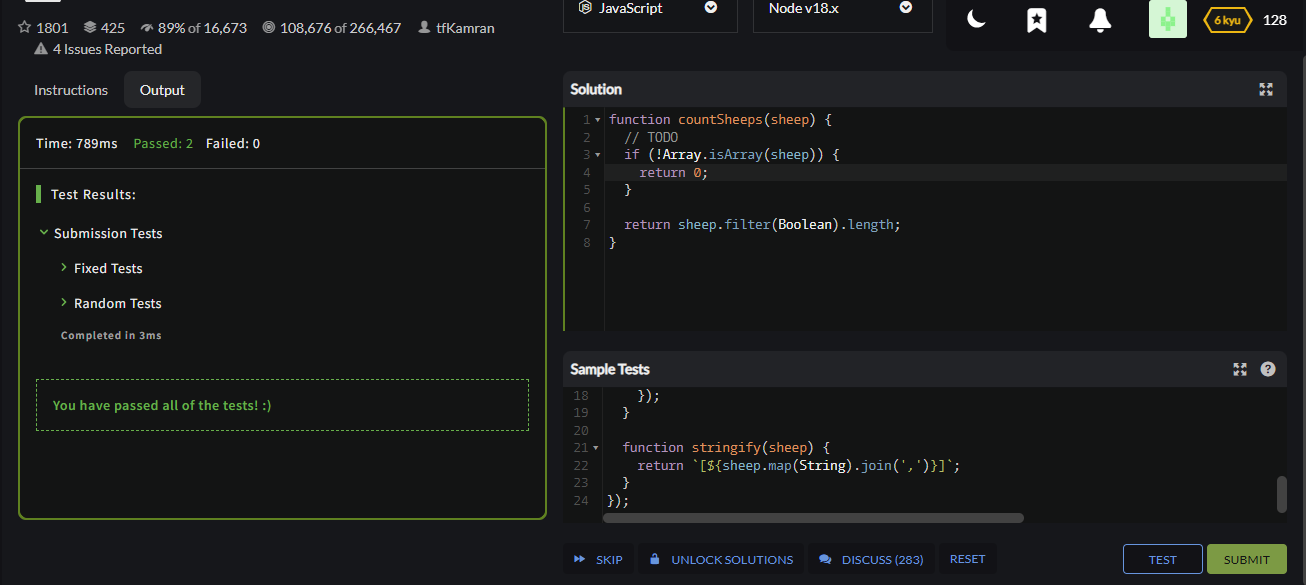 1801 425 89% of 16,673 108,676 of 266,467 tfKamran
4 Issues Reported
JavaScript
Node v18.x
6 kyu
128
Instructions
Output
Time: 789ms Passed: 2 Failed: 0
Test Results:
Submission Tests
Fixed Tests
Random Tests
Completed in 3ms
You have passed all of the tests! :)
Solution
1 function countSheeps(sheep) {
2   // TODO
3   if (!Array.isArray(sheep)) {
4     return 0;
5   }
6
7   return sheep.filter(Boolean).length;
8 }
Sample Tests
18     });
19   }
20
21   function stringify(sheep) {
22     return `[${sheep.map(String).join(',')}]`;
23   }
24 });
SKIP
UNLOCK SOLUTIONS
DISCUSS (283)
RESET
TEST
SUBMIT